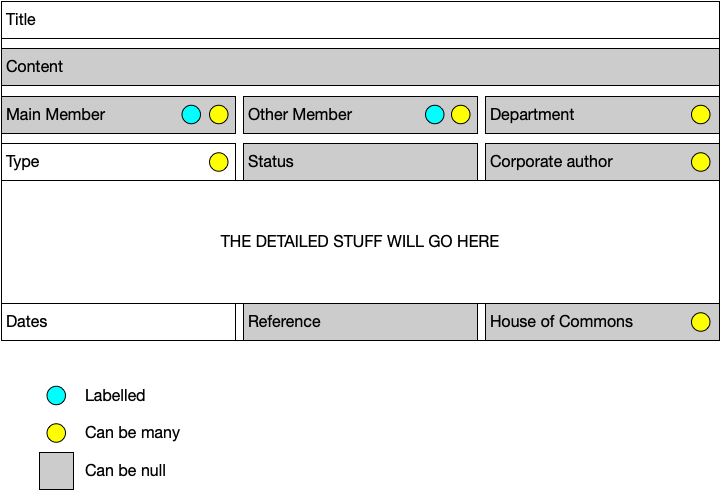 Title
Content
Main Member
Other Member
Department
Type
Status
Corporate author
THE DETAILED STUFF WILL GO HERE
Dates
Reference
House of Commons
Labelled
Can be many
Can be null